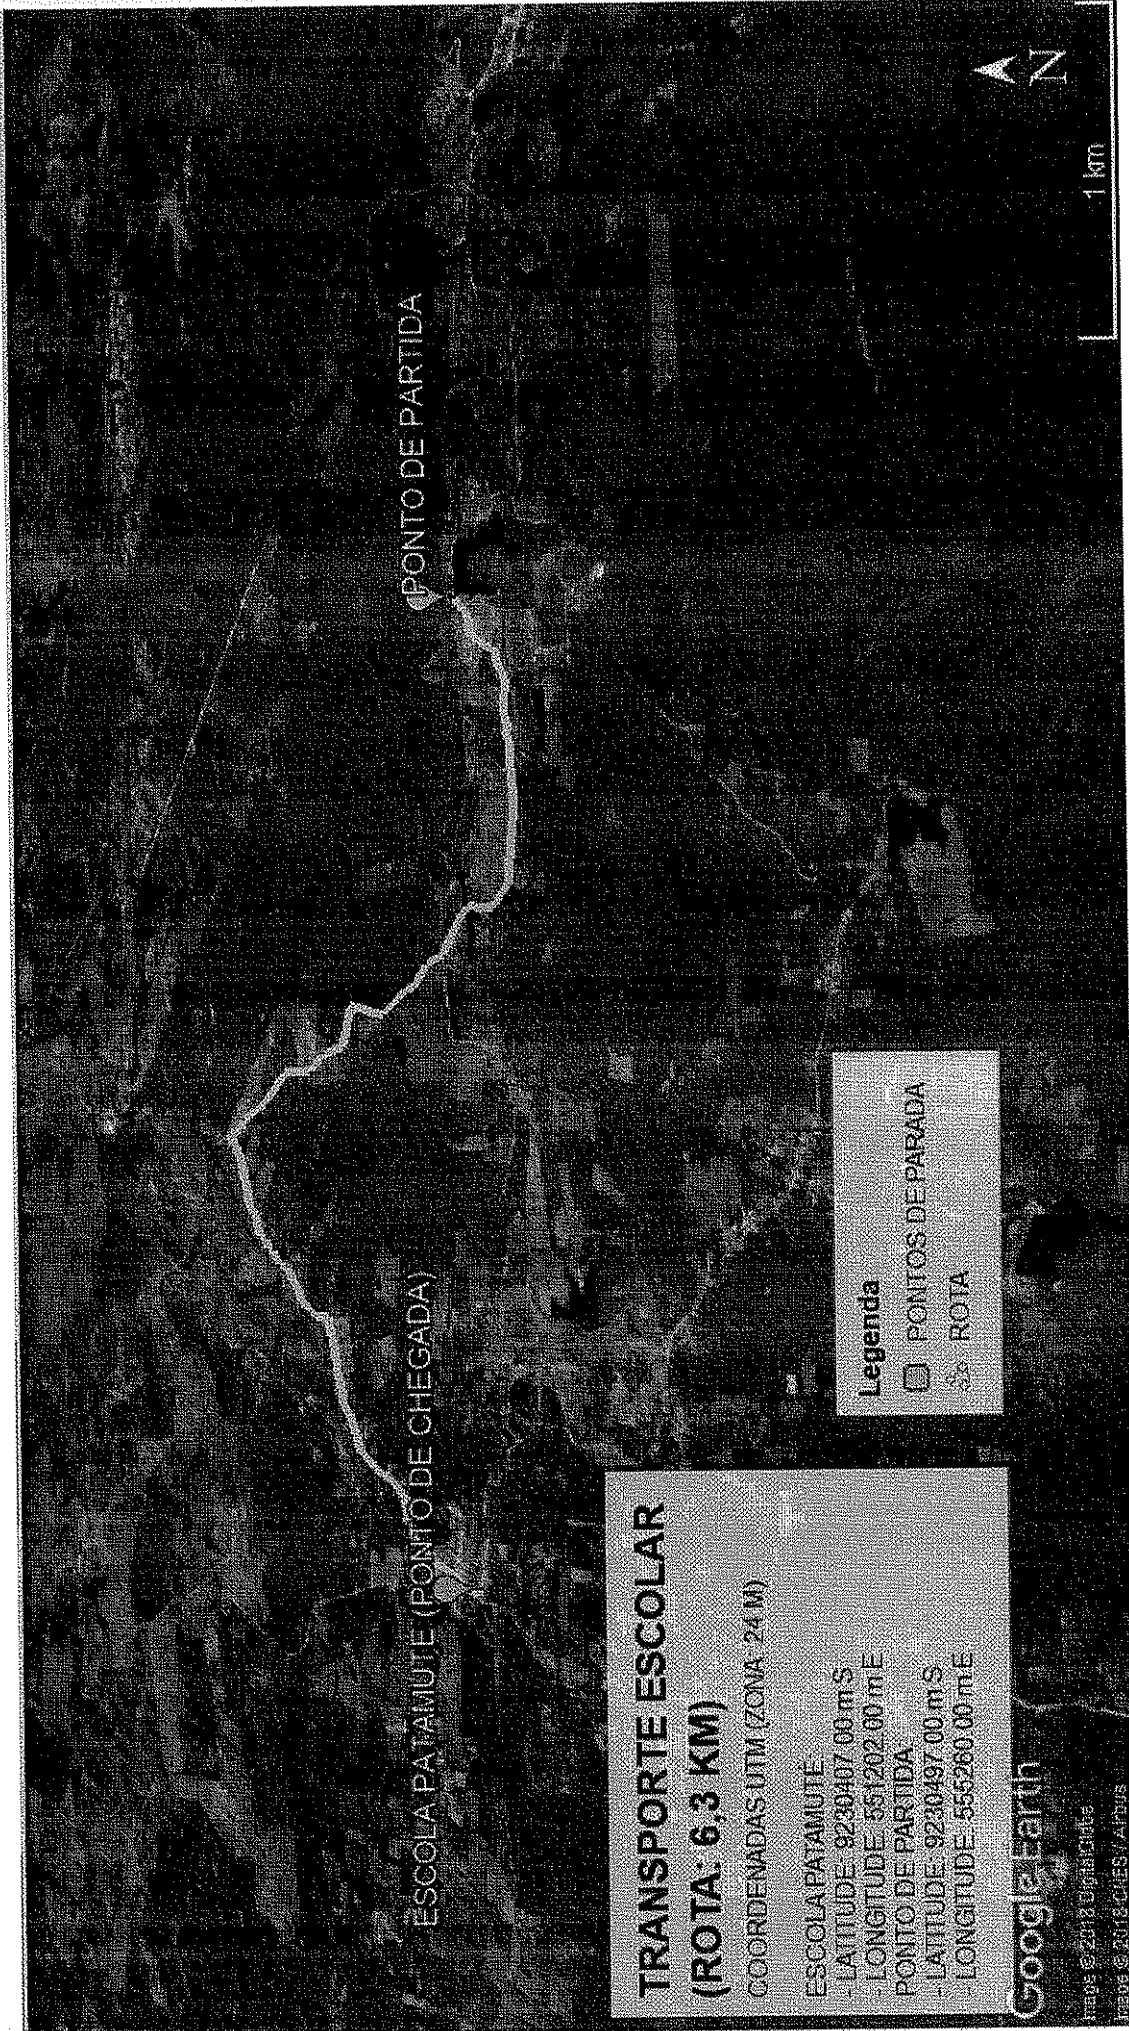 TRANSPORTE ESCOLAR
(ROTA: 6,3 KM)
COORDENADAS UTM (ZONA 24 M)
ESCOLA PATAMUTE
- LATITUDE: 9230407.00 m S
- LONGITUDE: 551202.00 m E
PONTO DE PARTIDA
- LATITUDE: 9230497.00 m S
- LONGITUDE: 555260.00 m E
Legenda
PONTOS DE PARADA
ROTA
ESCOLA PATAMUTE (PONTO DE CHEGADA)
PONTO DE PARTIDA
Google Earth
N
1 km